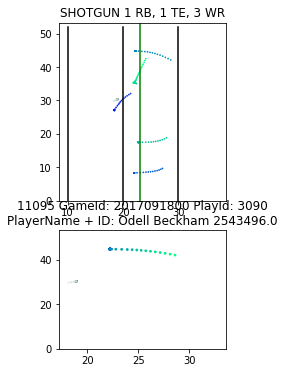 SHOTGUN 1 RB, 1 TE, 3 WR
50
40
30
20
10
0
10 20 30
11095 GameId: 2017091800 PlayId: 3090
PlayerName + ID: Odell Beckham 2543496.0
40
20
0
20 25 30